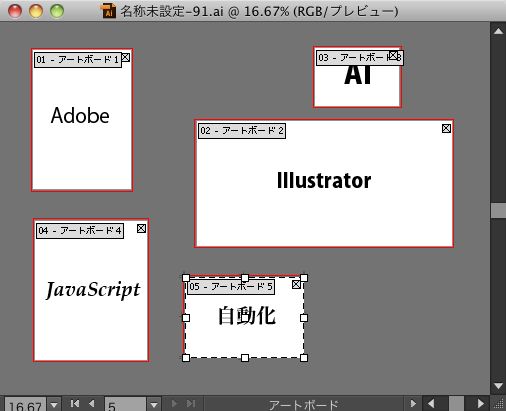 名称未設定-91.ai @ 16.67% (RGB/プレビュー)
01 - アートボード 1
Adobe
03 - アートボード 3
AI
02 - アートボード 2
Illustrator
04 - アートボード 4
JavaScript
05 - アートボード 5
自動化
16.67
5
アートボード